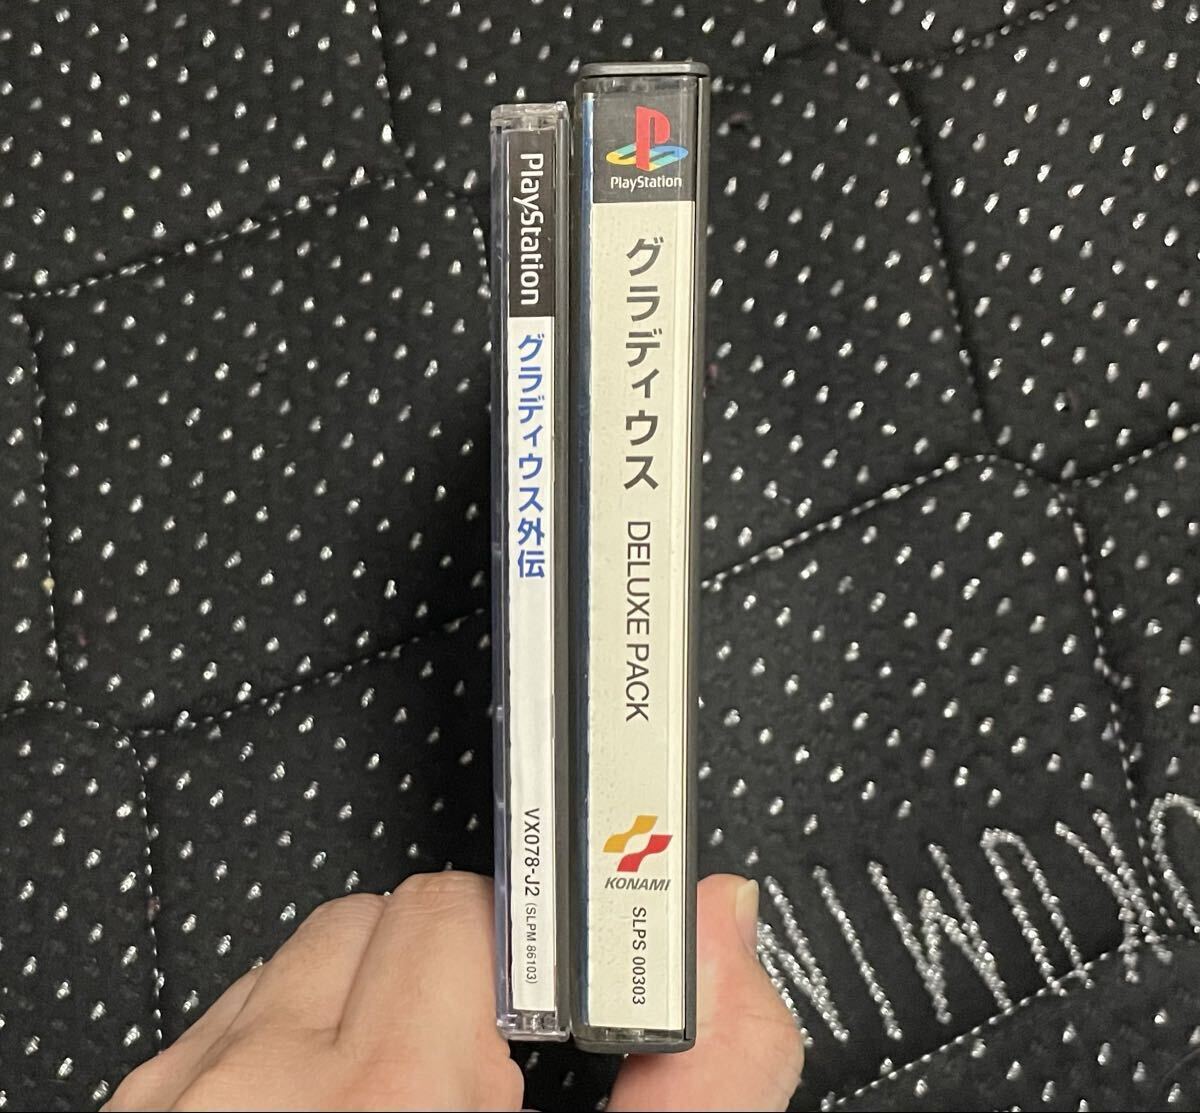 PlayStation
グラディウス外伝
VX078-J2 (SLPM 86103)
PlayStation
グラディウス DELUXE PACK
KONAMI
SLPS 00303